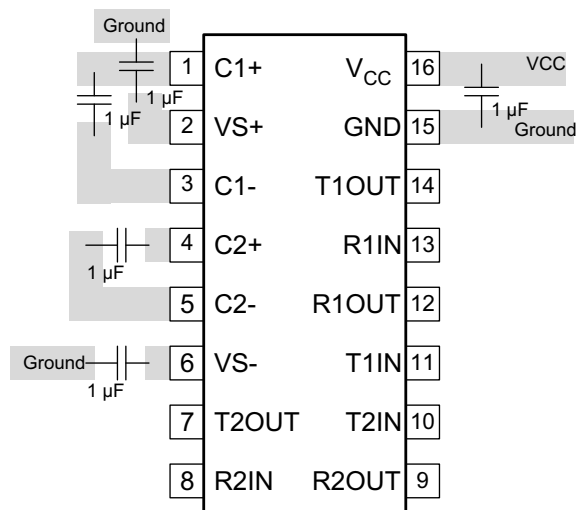 Ground
1 C1+ V_CC 16 VCC
1 µF 1 µF 1 µF
2 VS+ GND 15 Ground
3 C1- T1OUT 14
4 C2+ R1IN 13
1 µF
5 C2- R1OUT 12
Ground 6 VS- T1IN 11
1 µF
7 T2OUT T2IN 10
8 R2IN R2OUT 9